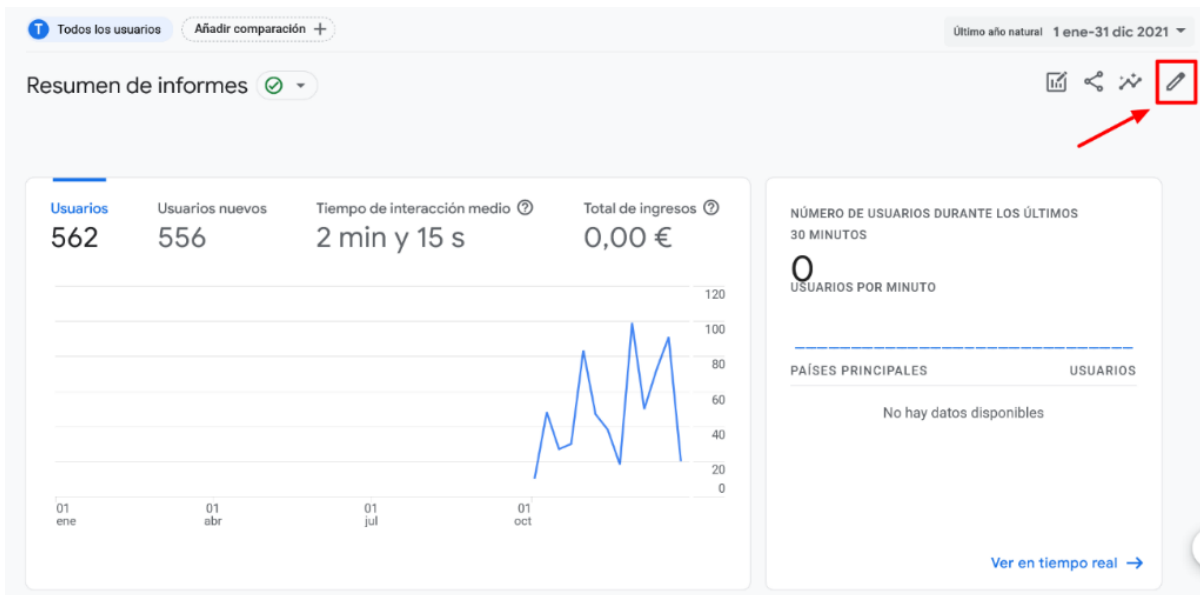 T Todos los usuarios Añadir comparación +
Último año natural 1 ene-31 dic 2021
Resumen de informes
Usuarios Usuarios nuevos Tiempo de interacción medio Total de ingresos
562 556 2 min y 15 s 0,00 €
120
100
80
60
40
20
0
01 01 01 01
ene abr jul oct
NÚMERO DE USUARIOS DURANTE LOS ÚLTIMOS
30 MINUTOS
0
USUARIOS POR MINUTO
PAÍSES PRINCIPALES USUARIOS
No hay datos disponibles
Ver en tiempo real →